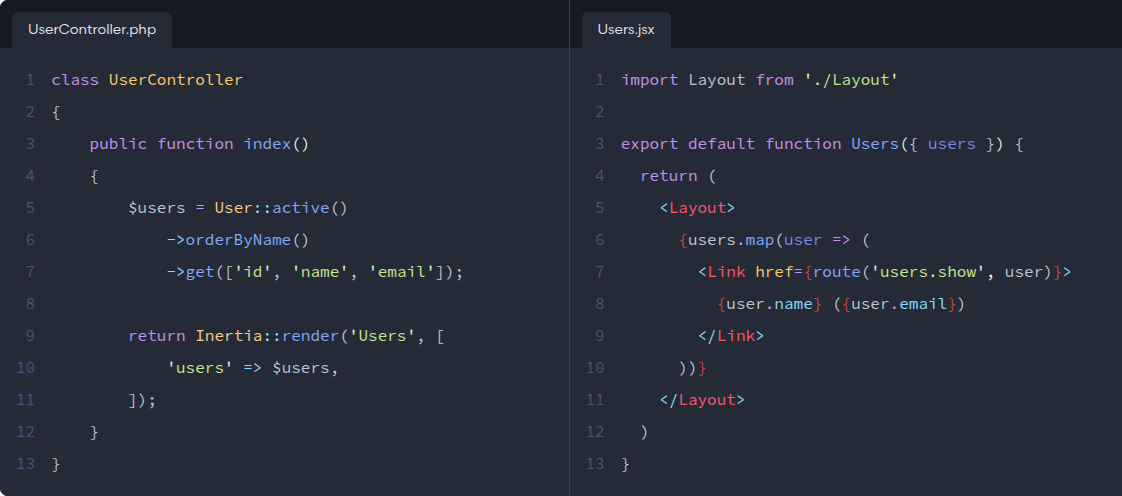 UserController.php
1 class UserController
2 {
3     public function index()
4     {
5         $users = User::active()
6             ->orderByName()
7             ->get(['id', 'name', 'email']);
8
9         return Inertia::render('Users', [
10             'users' => $users,
11         ]);
12     }
13 }
Users.jsx
1 import Layout from './Layout'
2
3 export default function Users({ users }) {
4   return (
5     <Layout>
6       {users.map(user => (
7         <Link href={route('users.show', user)}>
8           {user.name} ({user.email})
9         </Link>
10       ))}
11     </Layout>
12   )
13 }